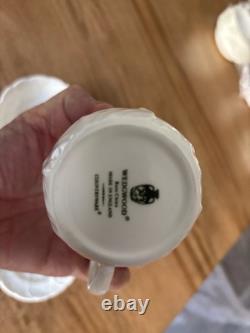 WEDGWOOD
®
Bone China
MADE IN ENGLAND
COUNTRYWARE
®